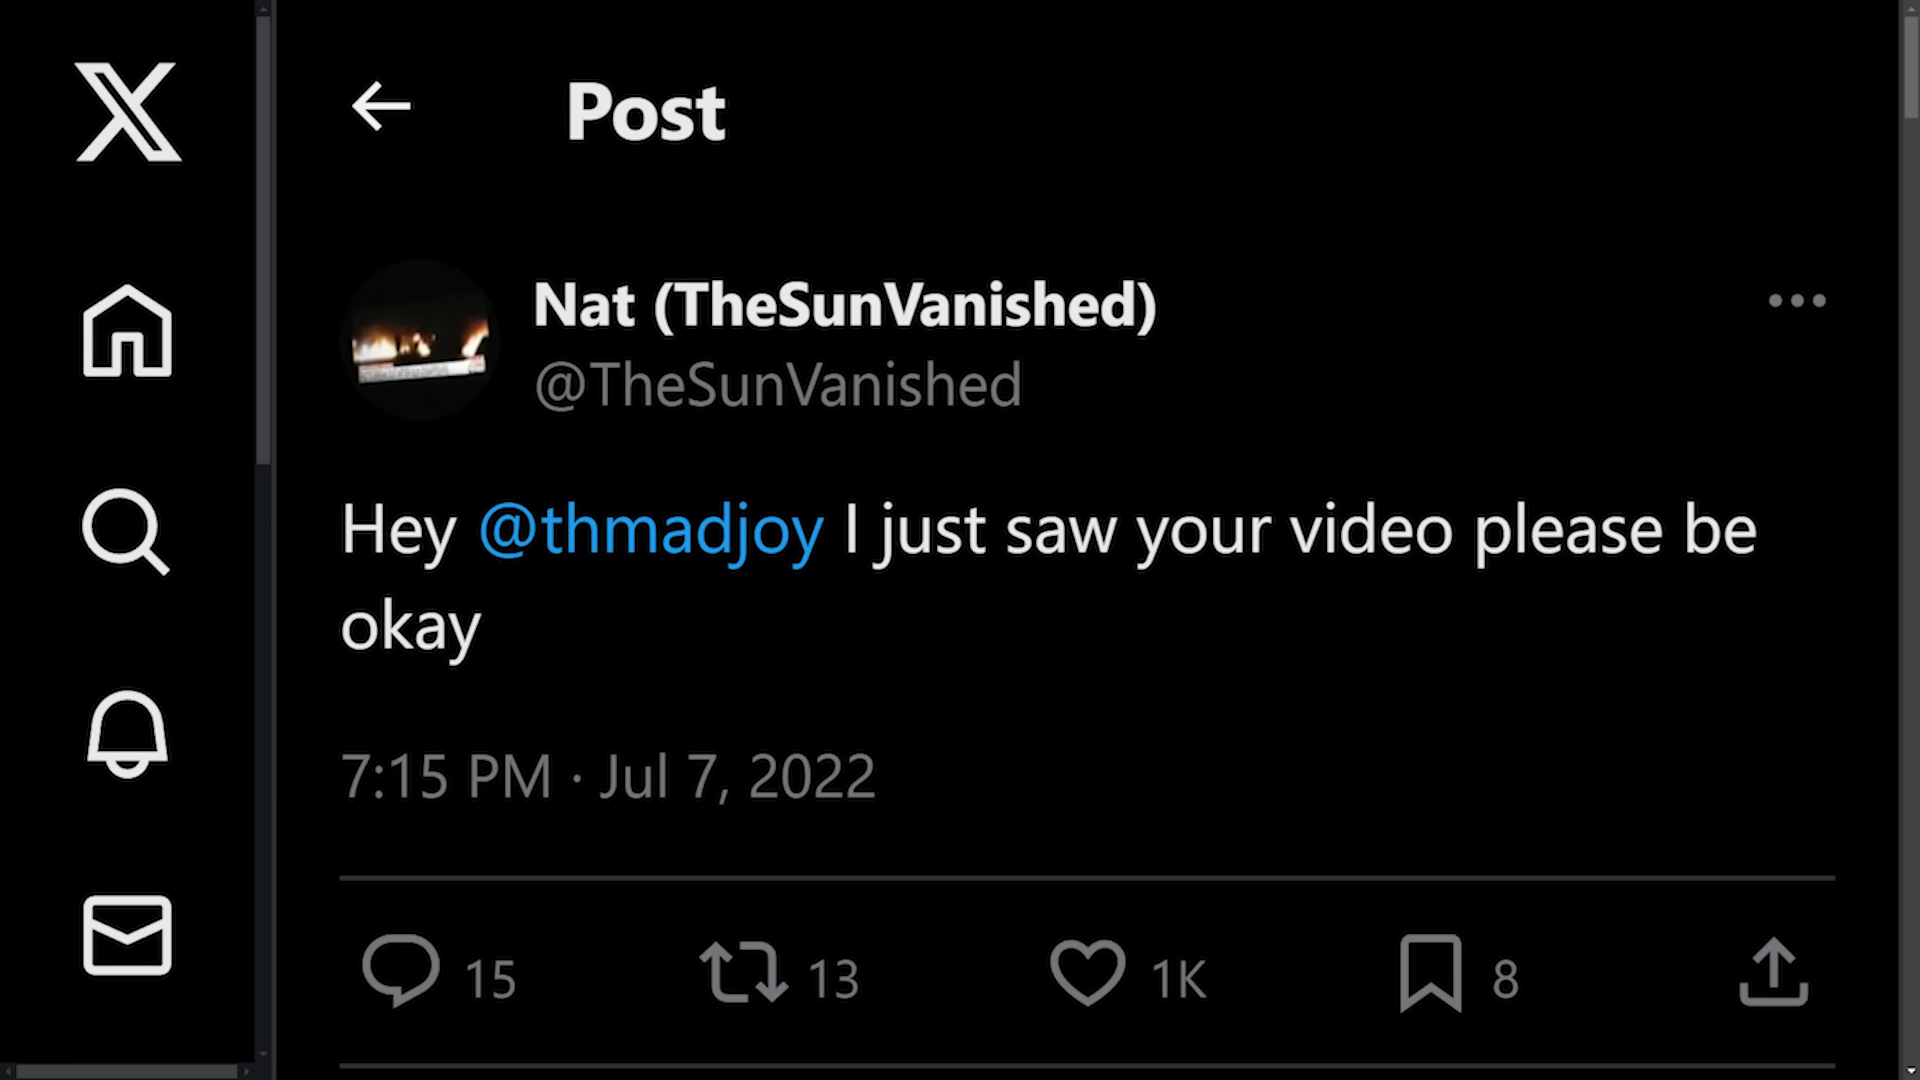 Post
Nat (TheSunVanished)
@TheSunVanished
Hey @thmadjoy I just saw your video please be
okay
7:15 PM · Jul 7, 2022
15 13 1K 8